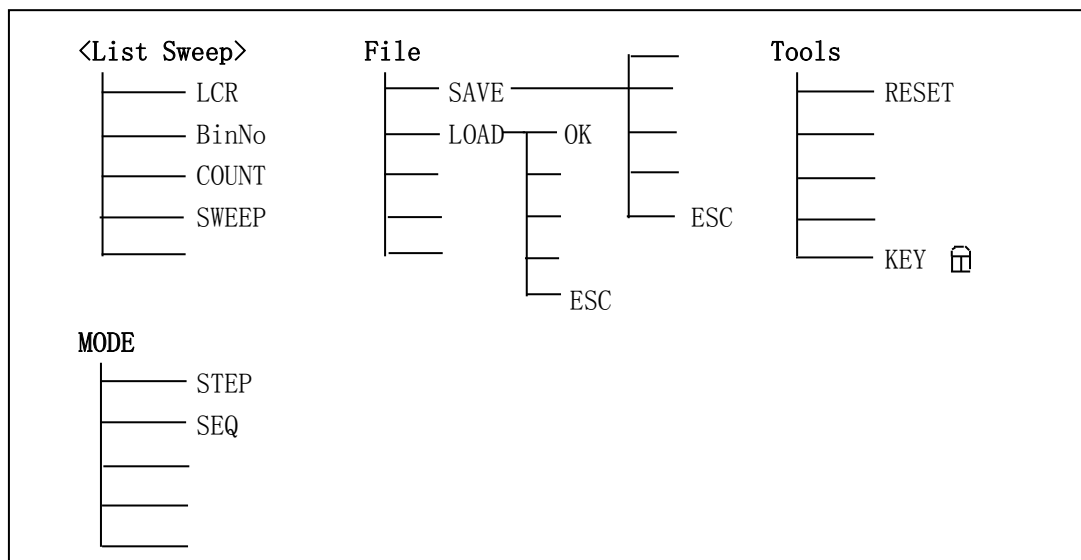 <List Sweep>
LCR
BinNo
COUNT
SWEEP
File
SAVE
LOAD
OK
ESC
ESC
Tools
RESET
KEY
MODE
STEP
SEQ